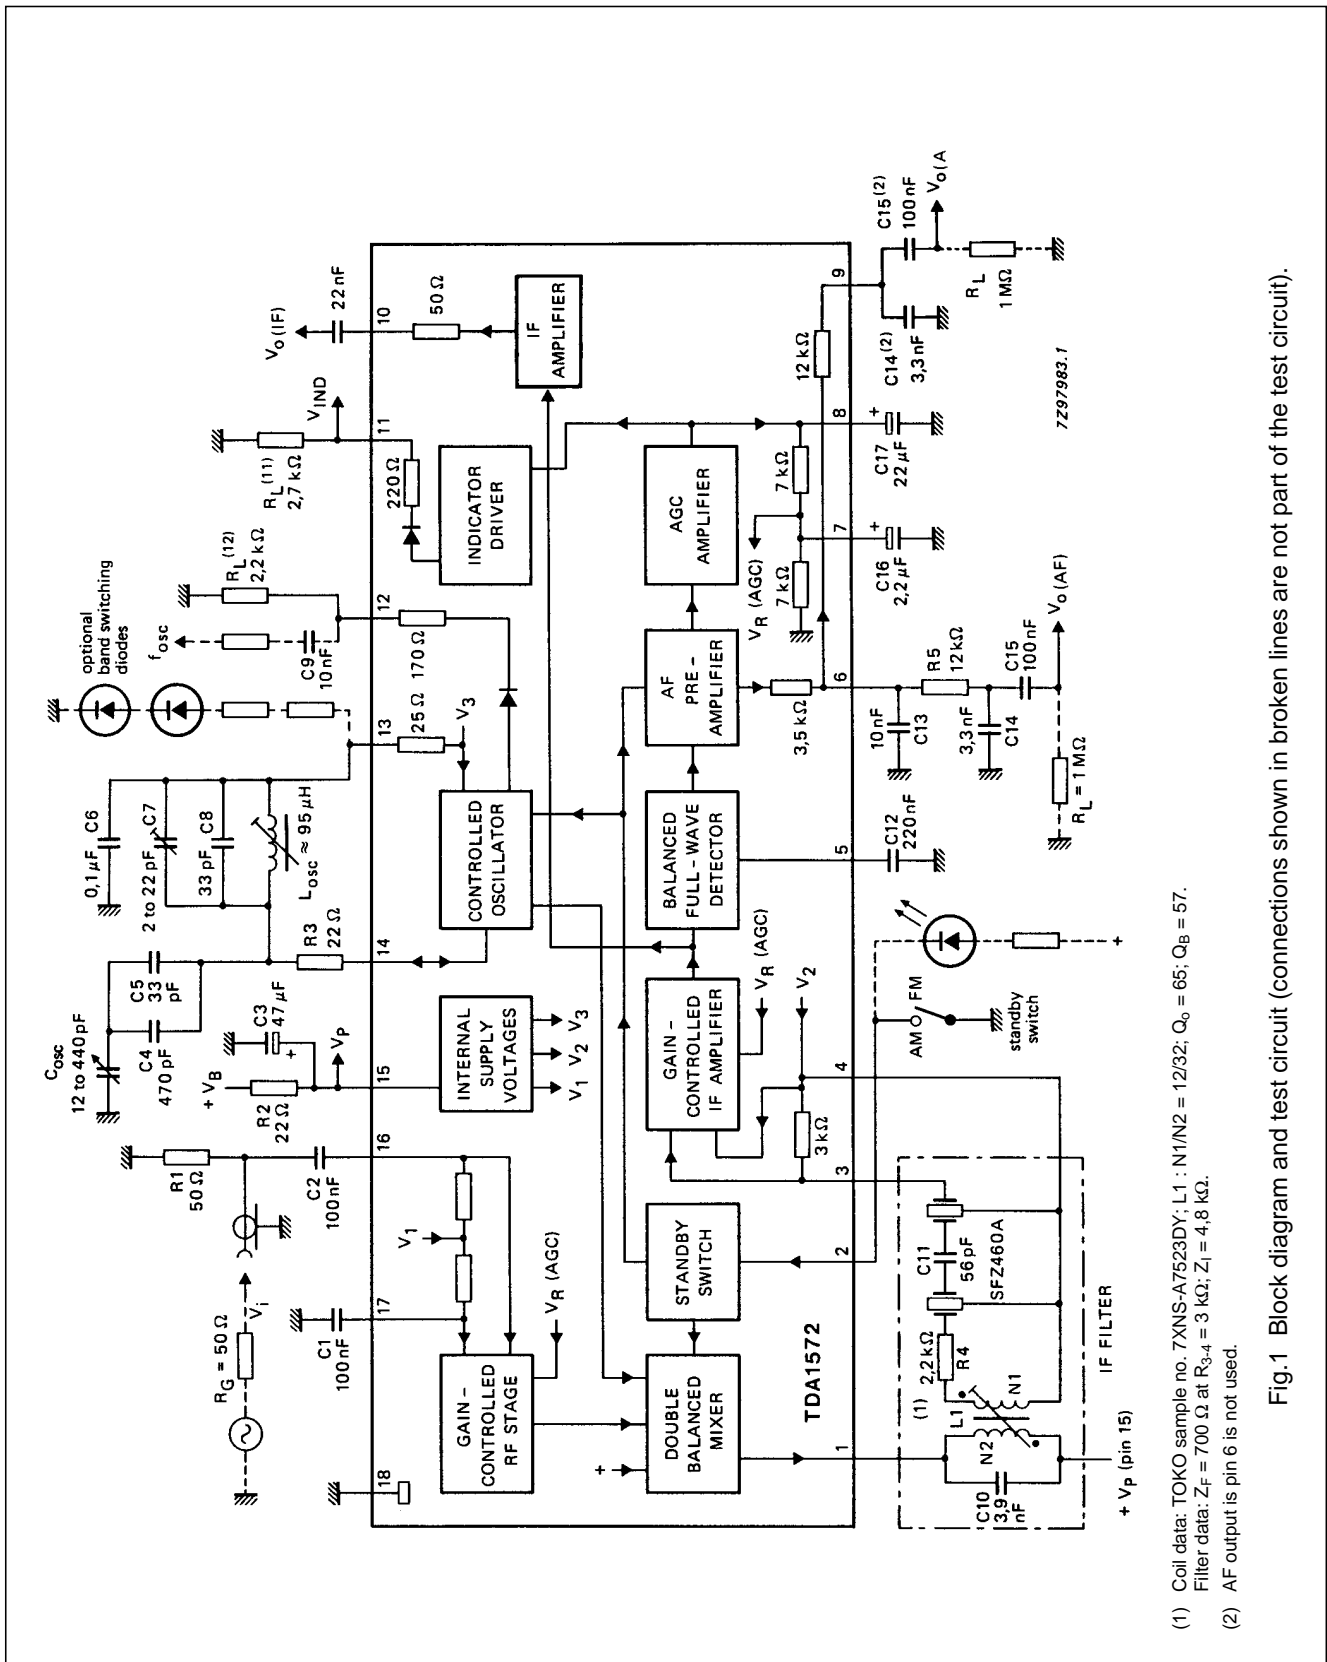 R_G = 50 Ω
V_i
R1
50 Ω
C2
100 nF
C1
100 nF
18
17
16
+ V_B
R2
22 Ω
C3
47 µF
V_P
15
C_osc
12 to 440 pF
C4
470 pF
C5
33
pF
R3
22 Ω
14
0,1 µF C6
2 to 22 pF C7
33 pF C8
L_osc ≈ 95 µH
optional
band switching
diodes
13
f_osc
C9
10 nF
R_L(12)
2,2 kΩ
12
R_L(11)
2,7 kΩ
V_IND
11
V_o (IF)
22 nF
10
GAIN -
CONTROLLED
RF STAGE
V_1
V_R (AGC)
INTERNAL
SUPPLY
VOLTAGES
V_1 V_2 V_3
CONTROLLED
OSCILLATOR
25 Ω
170 Ω
V_3
INDICATOR
DRIVER
220 Ω
50 Ω
IF
AMPLIFIER
+
DOUBLE
BALANCED
MIXER
STANDBY
SWITCH
GAIN -
CONTROLLED
IF AMPLIFIER
V_R (AGC)
V_2
3 kΩ
BALANCED
FULL - WAVE
DETECTOR
AF
PRE -
AMPLIFIER
3,5 kΩ
AGC
AMPLIFIER
V_R (AGC)
7 kΩ
7 kΩ
12 kΩ
TDA1572
1
2
3
4
5
6
7
8
9
C10
3,9
nF
N2
L1
N1
(1)
2,2 kΩ
R4
C11
56 pF
SFZ460A
IF FILTER
+ V_P (pin 15)
AM FM
standby
switch
+
C12
220 nF
10 nF
C13
R5
12 kΩ
3,3 nF
C14
C15
100 nF
V_o (AF)
R_L = 1 MΩ
C16
2,2 µF
+
C17
22 µF
+
C14(2)
3,3 nF
C15(2)
100 nF
V_o (A
R_L
1 MΩ
7Z97983.1
(1) Coil data: TOKO sample no. 7XNS-A7523DY; L1 : N1/N2 = 12/32; Q_o = 65; Q_B = 57.
Filter data: Z_F = 700 Ω at R_3-4 = 3 kΩ; Z_I = 4,8 kΩ.
(2) AF output is pin 6 is not used.
Fig.1 Block diagram and test circuit (connections shown in broken lines are not part of the test circuit).